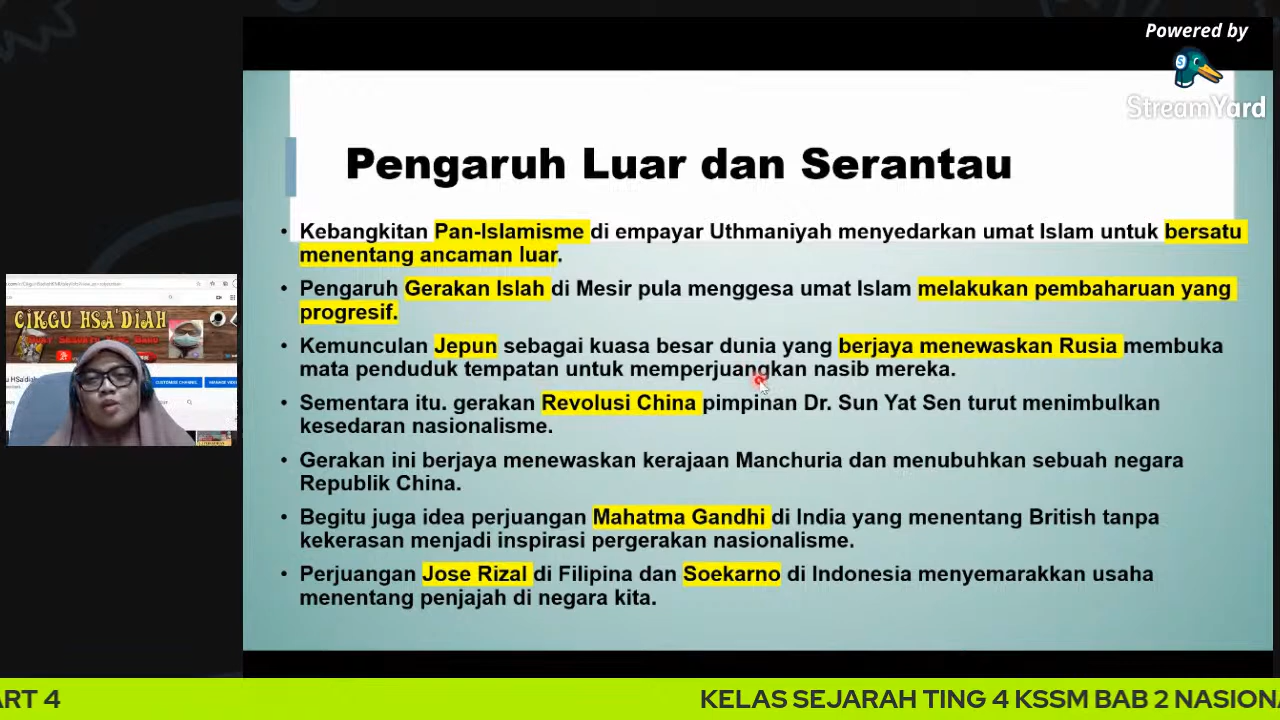 Powered by
StreamYard
Pengaruh Luar dan Serantau
• Kebangkitan Pan-Islamisme di empayar Uthmaniyah menyedarkan umat Islam untuk bersatu
menentang ancaman luar.
• Pengaruh Gerakan Islah di Mesir pula menggesa umat Islam melakukan pembaharuan yang
progresif.
• Kemunculan Jepun sebagai kuasa besar dunia yang berjaya menewaskan Rusia membuka
mata penduduk tempatan untuk memperjuangkan nasib mereka.
• Sementara itu. gerakan Revolusi China pimpinan Dr. Sun Yat Sen turut menimbulkan
kesedaran nasionalisme.
• Gerakan ini berjaya menewaskan kerajaan Manchuria dan menubuhkan sebuah negara
Republik China.
• Begitu juga idea perjuangan Mahatma Gandhi di India yang menentang British tanpa
kekerasan menjadi inspirasi pergerakan nasionalisme.
• Perjuangan Jose Rizal di Filipina dan Soekarno di Indonesia menyemarakkan usaha
menentang penjajah di negara kita.
CIKGU HSA'DIAH
CUSTOMIZE CHANNEL
ART 4
KELAS SEJARAH TING 4 KSSM BAB 2 NASIONA